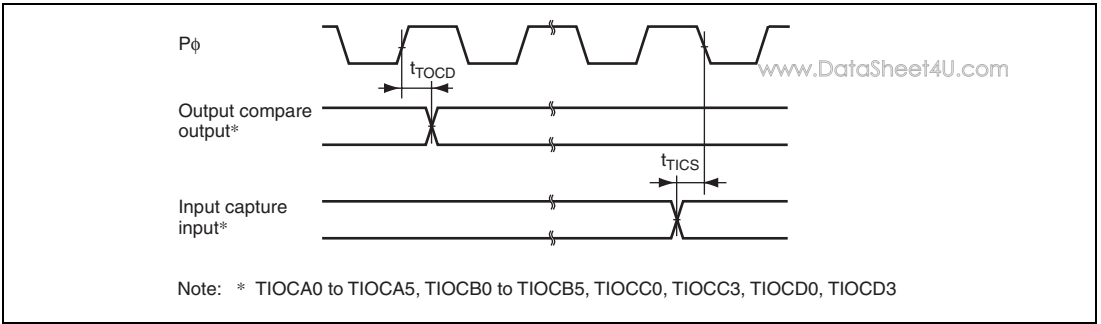 Pφ
www.DataSheet4U.com
tTOCD
Output compare
output*
tTICS
Input capture
input*
Note: * TIOCA0 to TIOCA5, TIOCB0 to TIOCB5, TIOCC0, TIOCC3, TIOCD0, TIOCD3